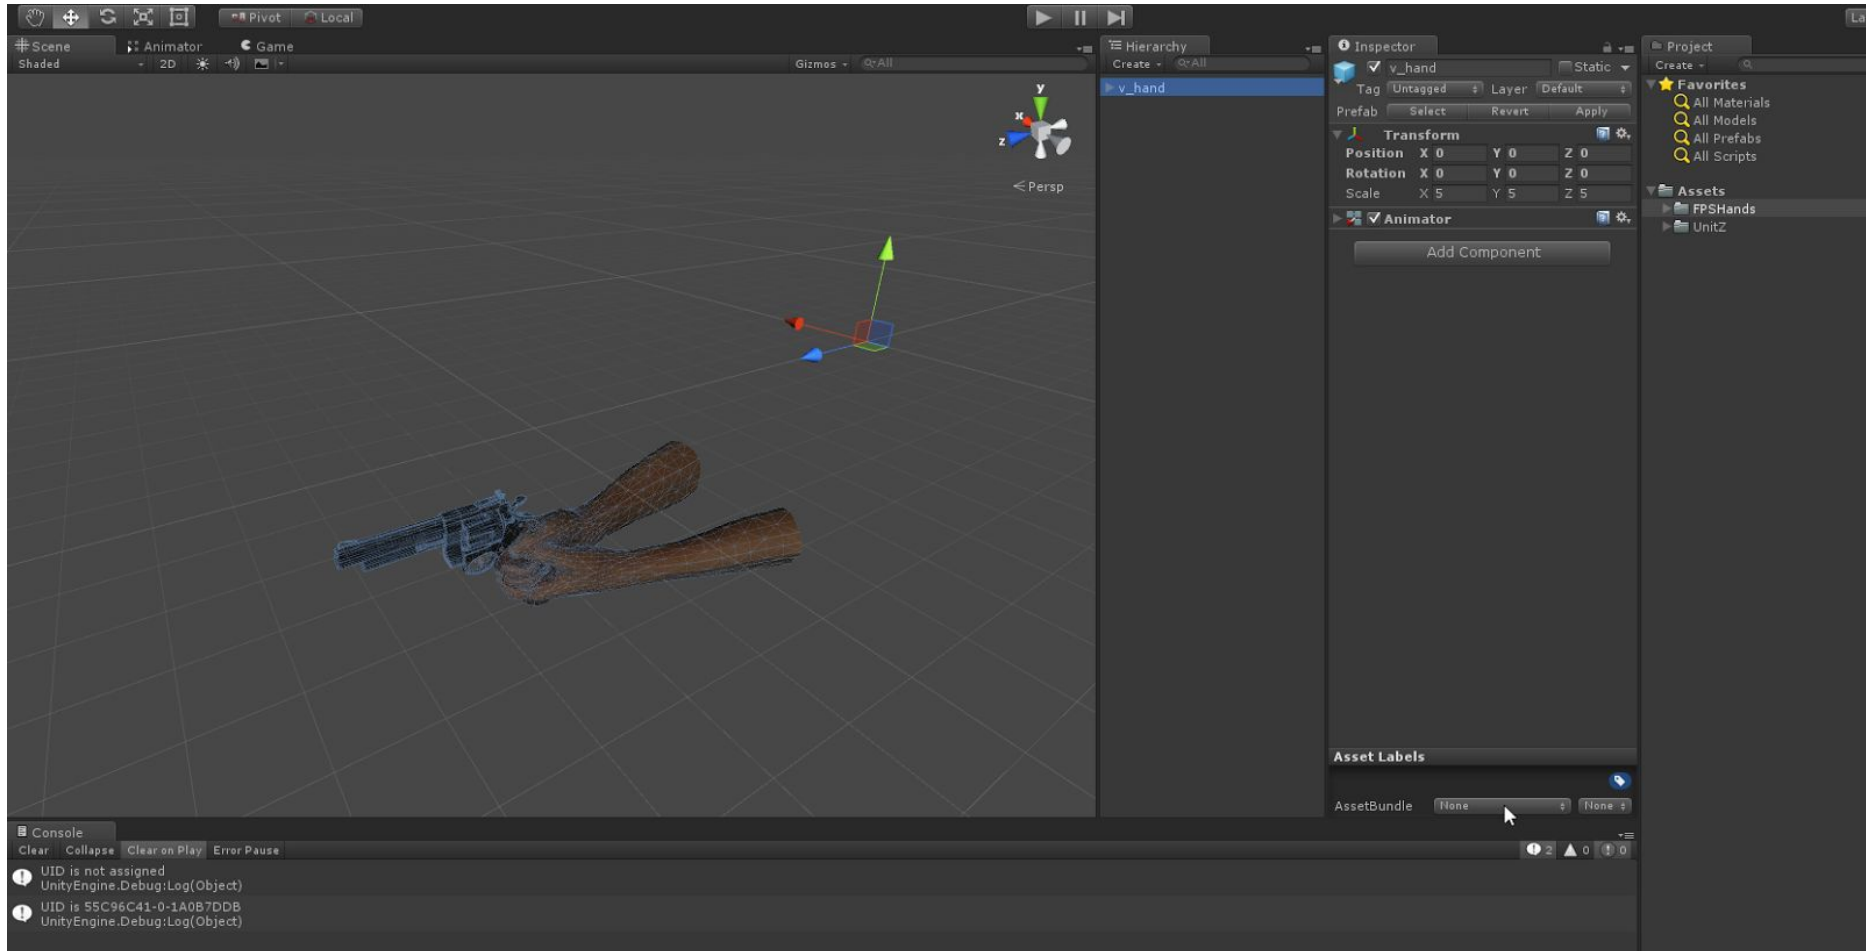 Pivot Local La
Scene Animator Game
Shaded 2D Gizmos All
y
x
z
Persp
Hierarchy
Create All
v_hand
Inspector
v_hand Static
Tag Untagged Layer Default
Prefab Select Revert Apply
Transform
Position X 0 Y 0 Z 0
Rotation X 0 Y 0 Z 0
Scale X 5 Y 5 Z 5
Animator
Add Component
Asset Labels
AssetBundle None None
Project
Create
Favorites
All Materials
All Models
All Prefabs
All Scripts
Assets
FPSHands
UnitZ
Console
Clear Collapse Clear on Play Error Pause 2 0 0
UID is not assigned
UnityEngine.Debug:Log(Object)
UID is 55C96C41-0-1A0B7DDB
UnityEngine.Debug:Log(Object)